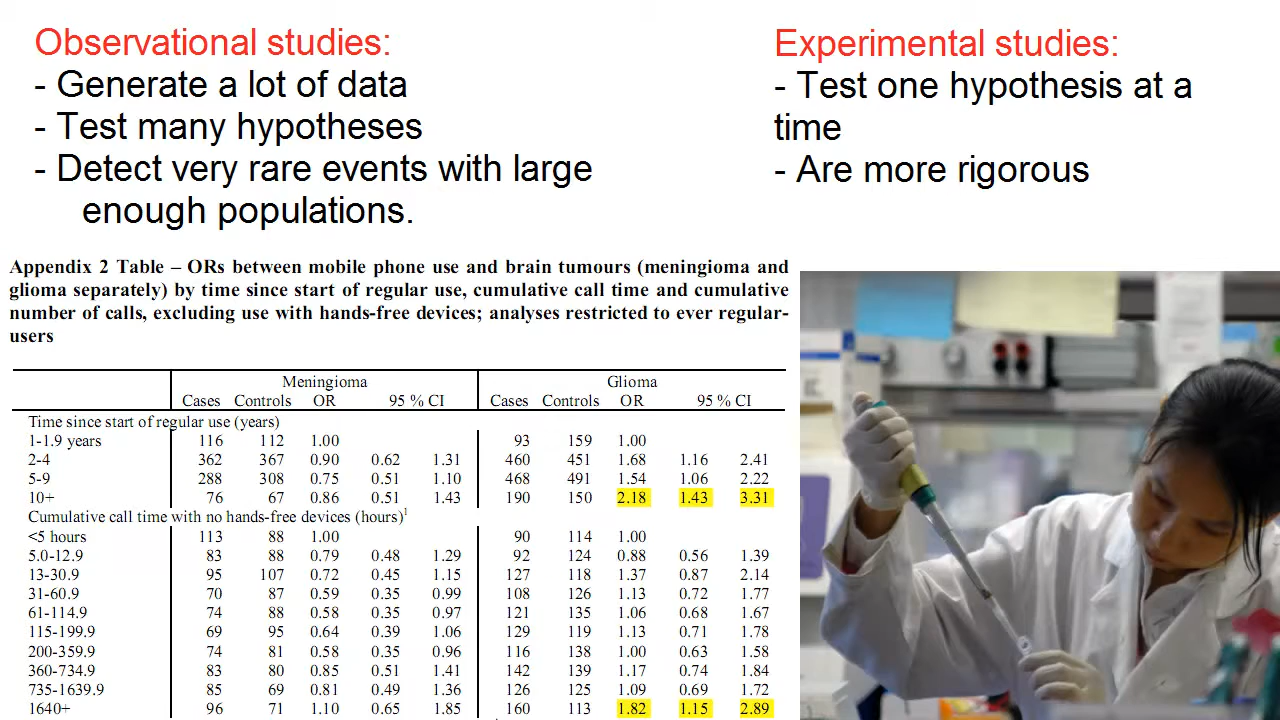 Observational studies:
- Generate a lot of data
- Test many hypotheses
- Detect very rare events with large
enough populations.
Experimental studies:
- Test one hypothesis at a
time
- Are more rigorous
Appendix 2 Table – ORs between mobile phone use and brain tumours (meningioma and
glioma separately) by time since start of regular use, cumulative call time and cumulative
number of calls, excluding use with hands-free devices; analyses restricted to ever regular-
users
Meningioma Glioma
Cases Controls OR 95 % CI Cases Controls OR 95 % CI
Time since start of regular use (years)
1-1.9 years 116 112 1.00 93 159 1.00
2-4 362 367 0.90 0.62 1.31 460 451 1.68 1.16 2.41
5-9 288 308 0.75 0.51 1.10 468 491 1.54 1.06 2.22
10+ 76 67 0.86 0.51 1.43 190 150 2.18 1.43 3.31
Cumulative call time with no hands-free devices (hours)1
<5 hours 113 88 1.00 90 114 1.00
5.0-12.9 83 88 0.79 0.48 1.29 92 124 0.88 0.56 1.39
13-30.9 95 107 0.72 0.45 1.15 127 118 1.37 0.87 2.14
31-60.9 70 87 0.59 0.35 0.99 108 126 1.13 0.72 1.77
61-114.9 74 88 0.58 0.35 0.97 121 135 1.06 0.68 1.67
115-199.9 69 95 0.64 0.39 1.06 129 119 1.13 0.71 1.78
200-359.9 74 81 0.58 0.35 0.96 116 138 1.00 0.63 1.58
360-734.9 83 80 0.85 0.51 1.41 142 139 1.17 0.74 1.84
735-1639.9 85 69 0.81 0.49 1.36 126 125 1.09 0.69 1.72
1640+ 96 71 1.10 0.65 1.85 160 113 1.82 1.15 2.89